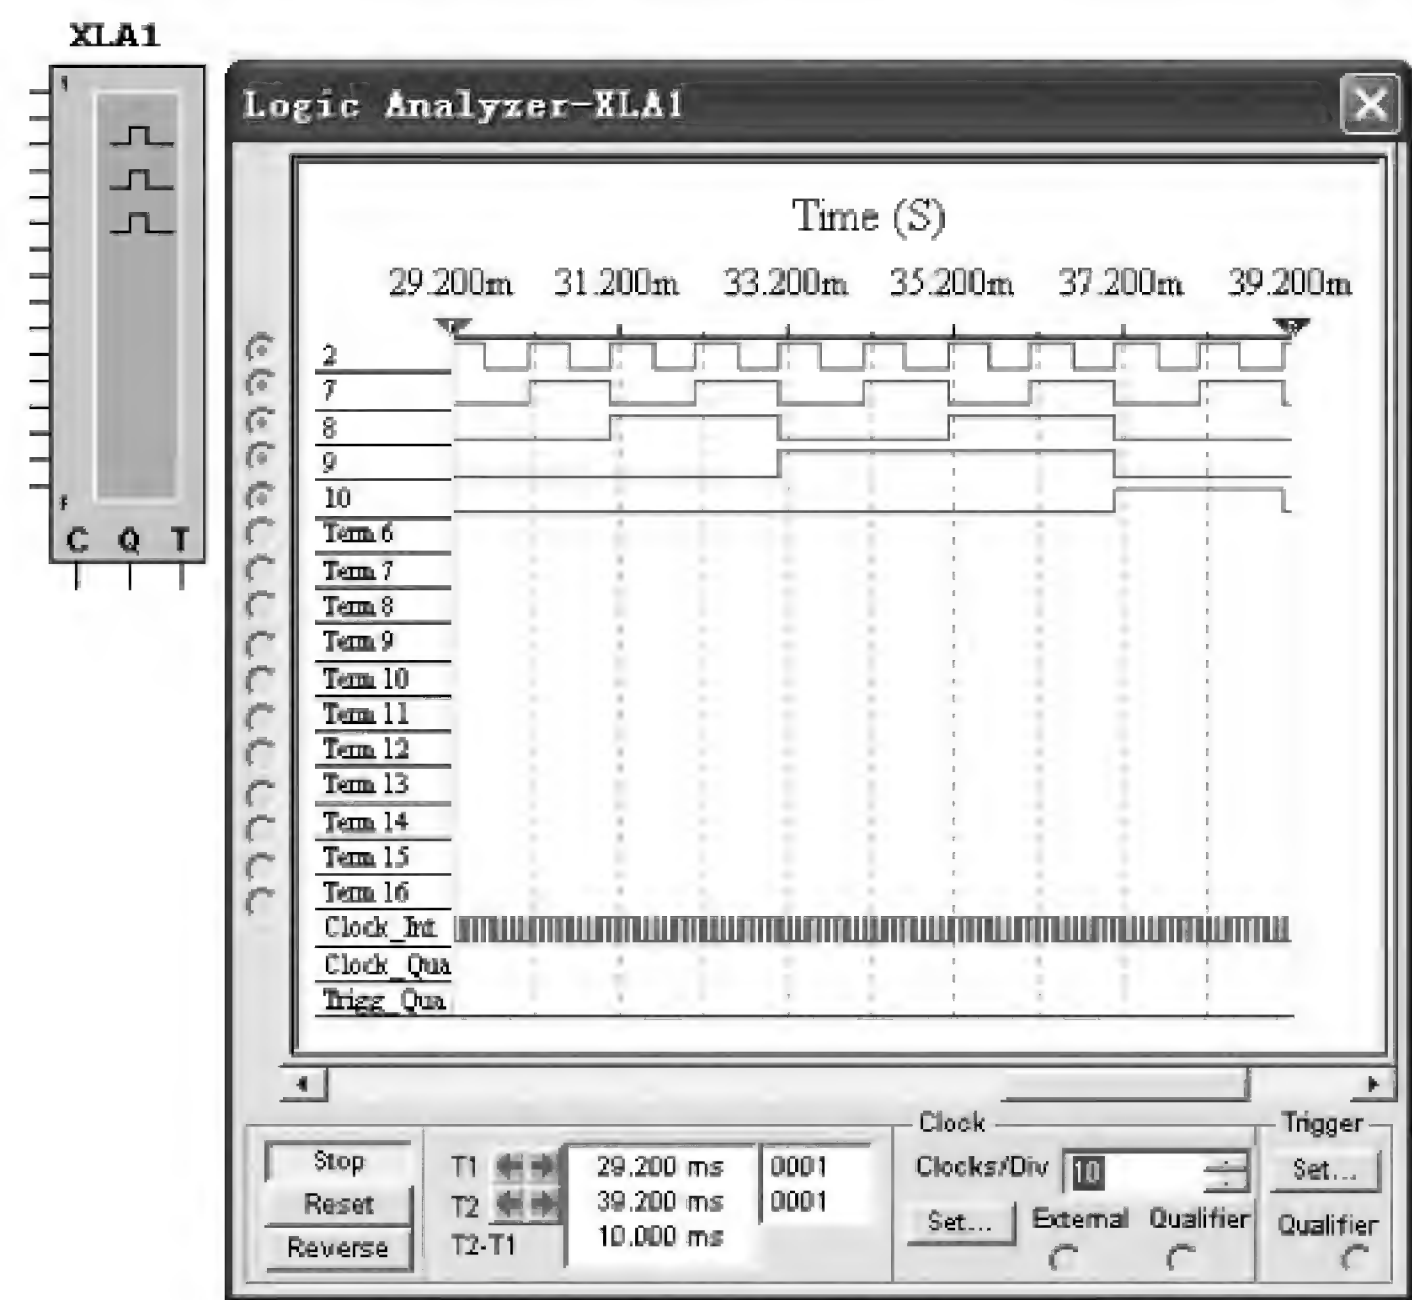 XLA1
1
F
C Q T
Logic Analyzer-XLA1
Time (S)
29.200m 31.200m 33.200m 35.200m 37.200m 39.200m
2
7
8
9
10
Term 6
Term 7
Term 8
Term 9
Term 10
Term 11
Term 12
Term 13
Term 14
Term 15
Term 16
Clock_Int
Clock_Qua
Trigg_Qua
Stop
Reset
Reverse
T1 29.200 ms 0001
T2 39.200 ms 0001
T2-T1 10.000 ms
Clock
Clocks/Div 10
Set... External Qualifier
Trigger
Set...
Qualifier